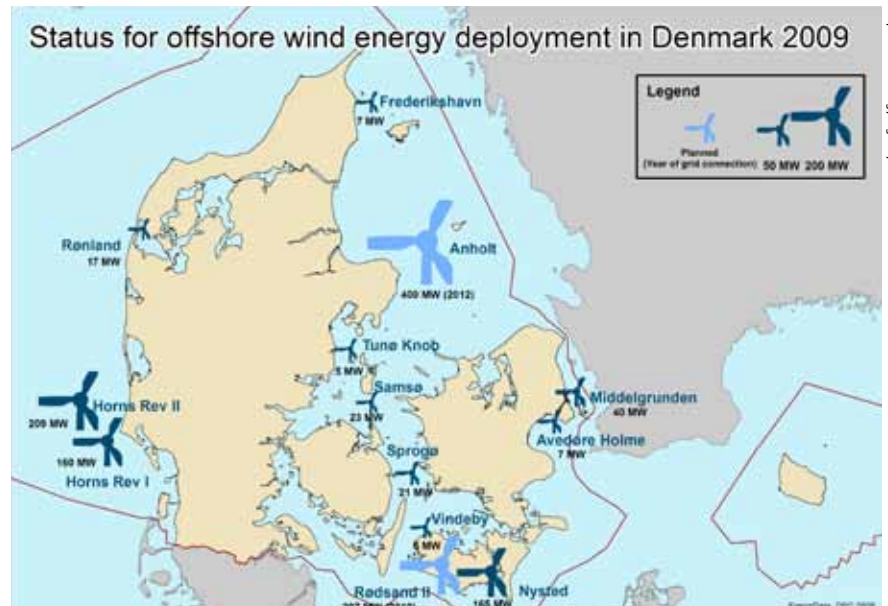 Status for offshore wind energy deployment in Denmark 2009
Legend
Planned
(Year of grid connection)
50 MW
200 MW
Frederikshavn
7 MW
Rønland
17 MW
Anholt
400 MW (2012)
Tunø Knob
5 MW
Samsø
23 MW
Horns Rev II
209 MW
Middelgrunden
40 MW
Avedøre Holme
7 MW
Horns Rev I
160 MW
Sprogø
21 MW
Vindeby
Rødsand II
Nysted
165 MW